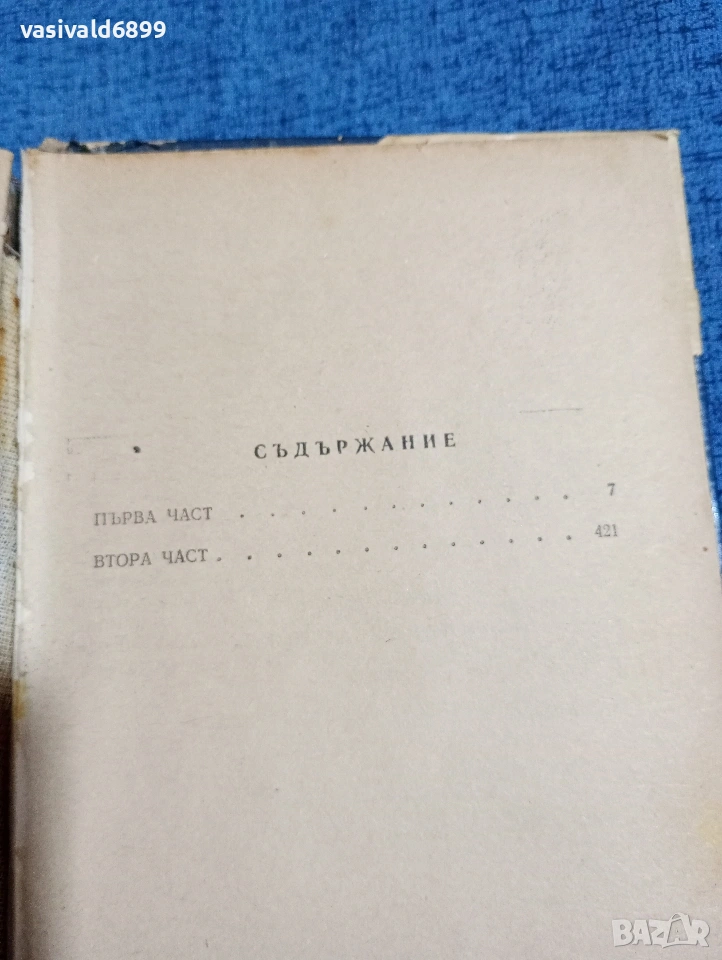 vasivald6899
СЪДЪРЖАНИЕ
ПЪРВА ЧАСТ . . . . . . . . . . . . 7
ВТОРА ЧАСТ . . . . . . . . . . . . . 421
BAZAR